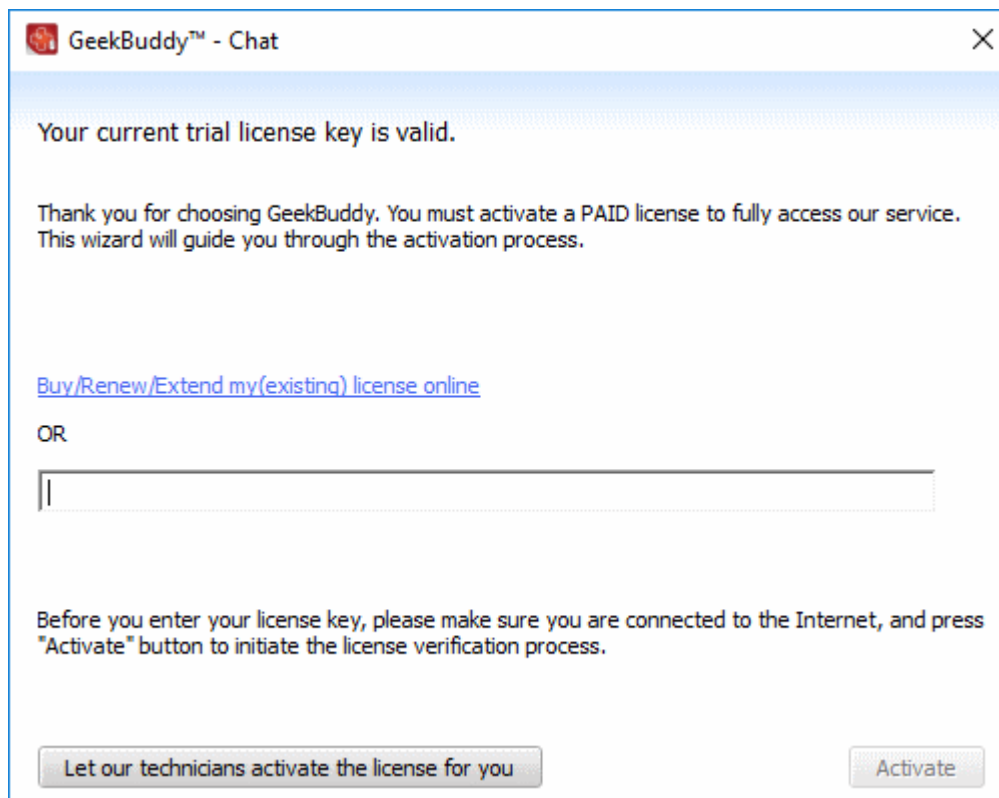 GeekBuddy™ - Chat
Your current trial license key is valid.
Thank you for choosing GeekBuddy. You must activate a PAID license to fully access our service.
This wizard will guide you through the activation process.
Buy/Renew/Extend my(existing) license online
OR
Before you enter your license key, please make sure you are connected to the Internet, and press
"Activate" button to initiate the license verification process.
Let our technicians activate the license for you
Activate